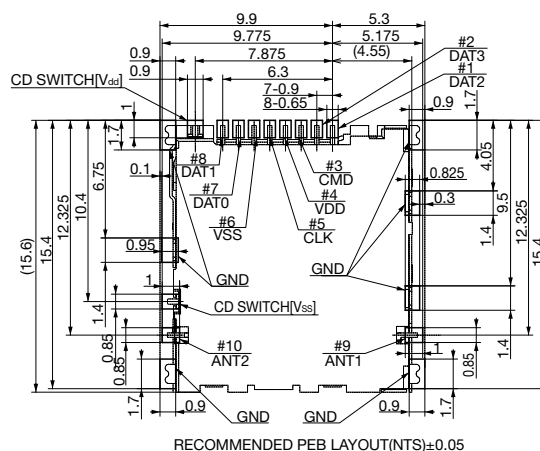 9.9
5.3
9.775
5.175
0.9
7.875
(4.55)
#2
DAT3
0.9
6.3
#1
DAT2
CD SWITCH[Vdd]
7-0.9
8-0.65
0.9
1.7
1
1.7
#8
DAT1
#3
CMD
4.05
0.825
6.75
0.1
#7
DAT0
#4
VDD
#6
VSS
#5
CLK
0.3
9.5
12.325
15.4
(15.6)
15.4
12.325
10.4
0.95
GND
GND
1.4
1
1.4
CD SWITCH[VSS]
0.85
0.85
#10
ANT2
#9
ANT1
1
0.85
1.4
1.7
0.9
GND
GND
0.9
1.7
RECOMMENDED PEB LAYOUT(NTS)±0.05